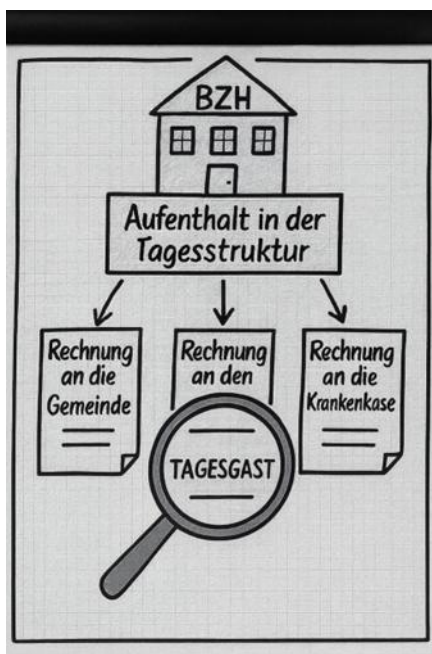 BZH
Aufenthalt in der
Tagesstruktur
Rechnung
an die
Gemeinde
Rechnung
an den
TAGESGAST
Rechnung
an die
Krankenkase